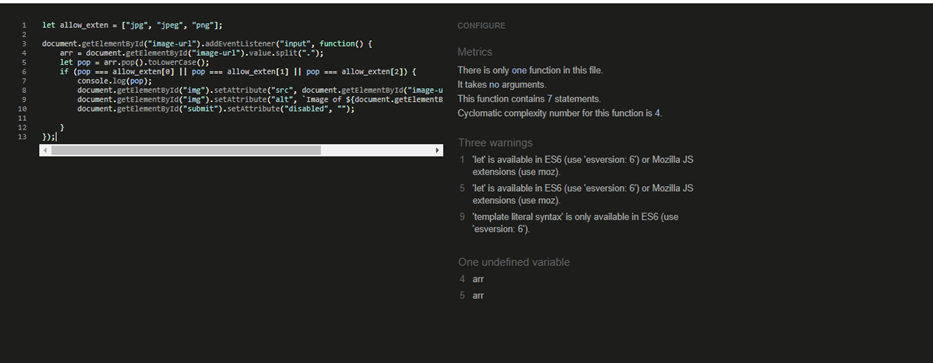 1 let allow_exten = ["jpg", "jpeg", "png"];
2
3 document.getElementById("image-url").addEventListener("input", function() {
4 arr = document.getElementById("image-url").value.split(".");
5 let pop = arr.pop().toLowerCase();
6 if (pop === allow_exten[0] || pop === allow_exten[1] || pop === allow_exten[2]) {
7 console.log(pop);
8 document.getElementById("img").setAttribute("src", document.getElementById("image-u
9 document.getElementById("img").setAttribute("alt", `Image of ${document.getElementB
10 document.getElementById("submit").setAttribute("disabled", "");
11
12 }
13 });
CONFIGURE
Metrics
There is only one function in this file.
It takes no arguments.
This function contains 7 statements.
Cyclomatic complexity number for this function is 4.
Three warnings
1 'let' is available in ES6 (use 'esversion: 6') or Mozilla JS
extensions (use moz).
5 'let' is available in ES6 (use 'esversion: 6') or Mozilla JS
extensions (use moz).
9 'template literal syntax' is only available in ES6 (use
'esversion: 6').
One undefined variable
4 arr
5 arr